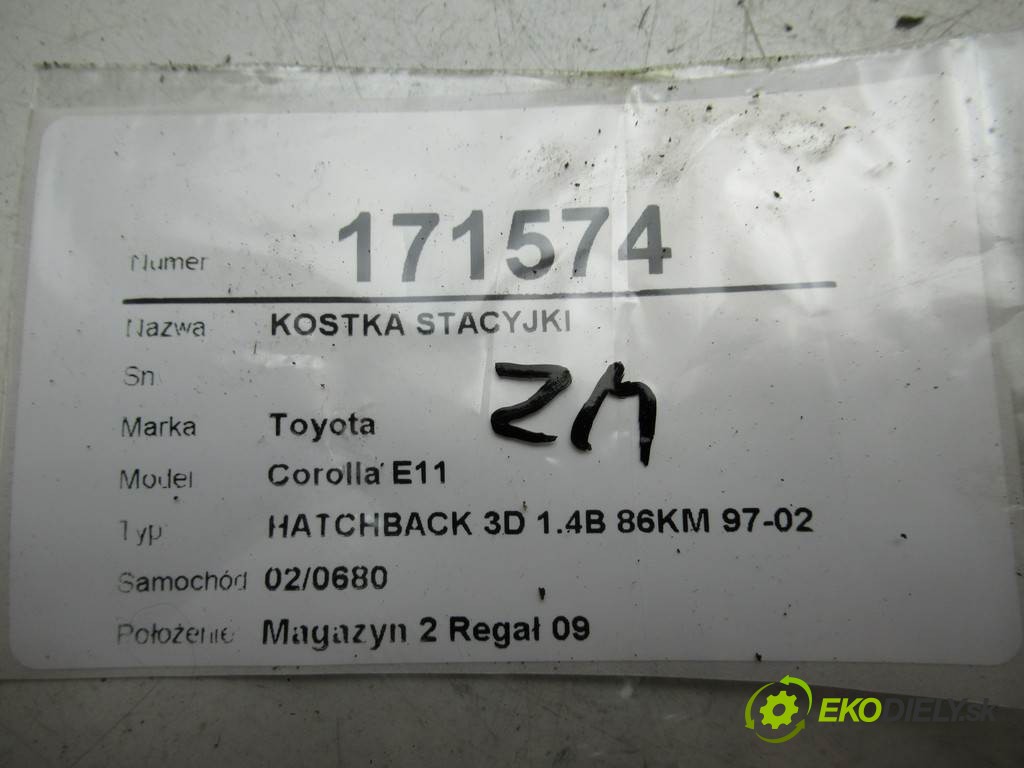 Numer 171574
Nazwa KOSTKA STACYJKI
Sn
Marka Toyota
Model Corolla E11
Typ HATCHBACK 3D 1.4B 86KM 97-02
Samochód 02/0680
Położenie Magazyn 2 Regał 09
ZM
EKODIELY.sk